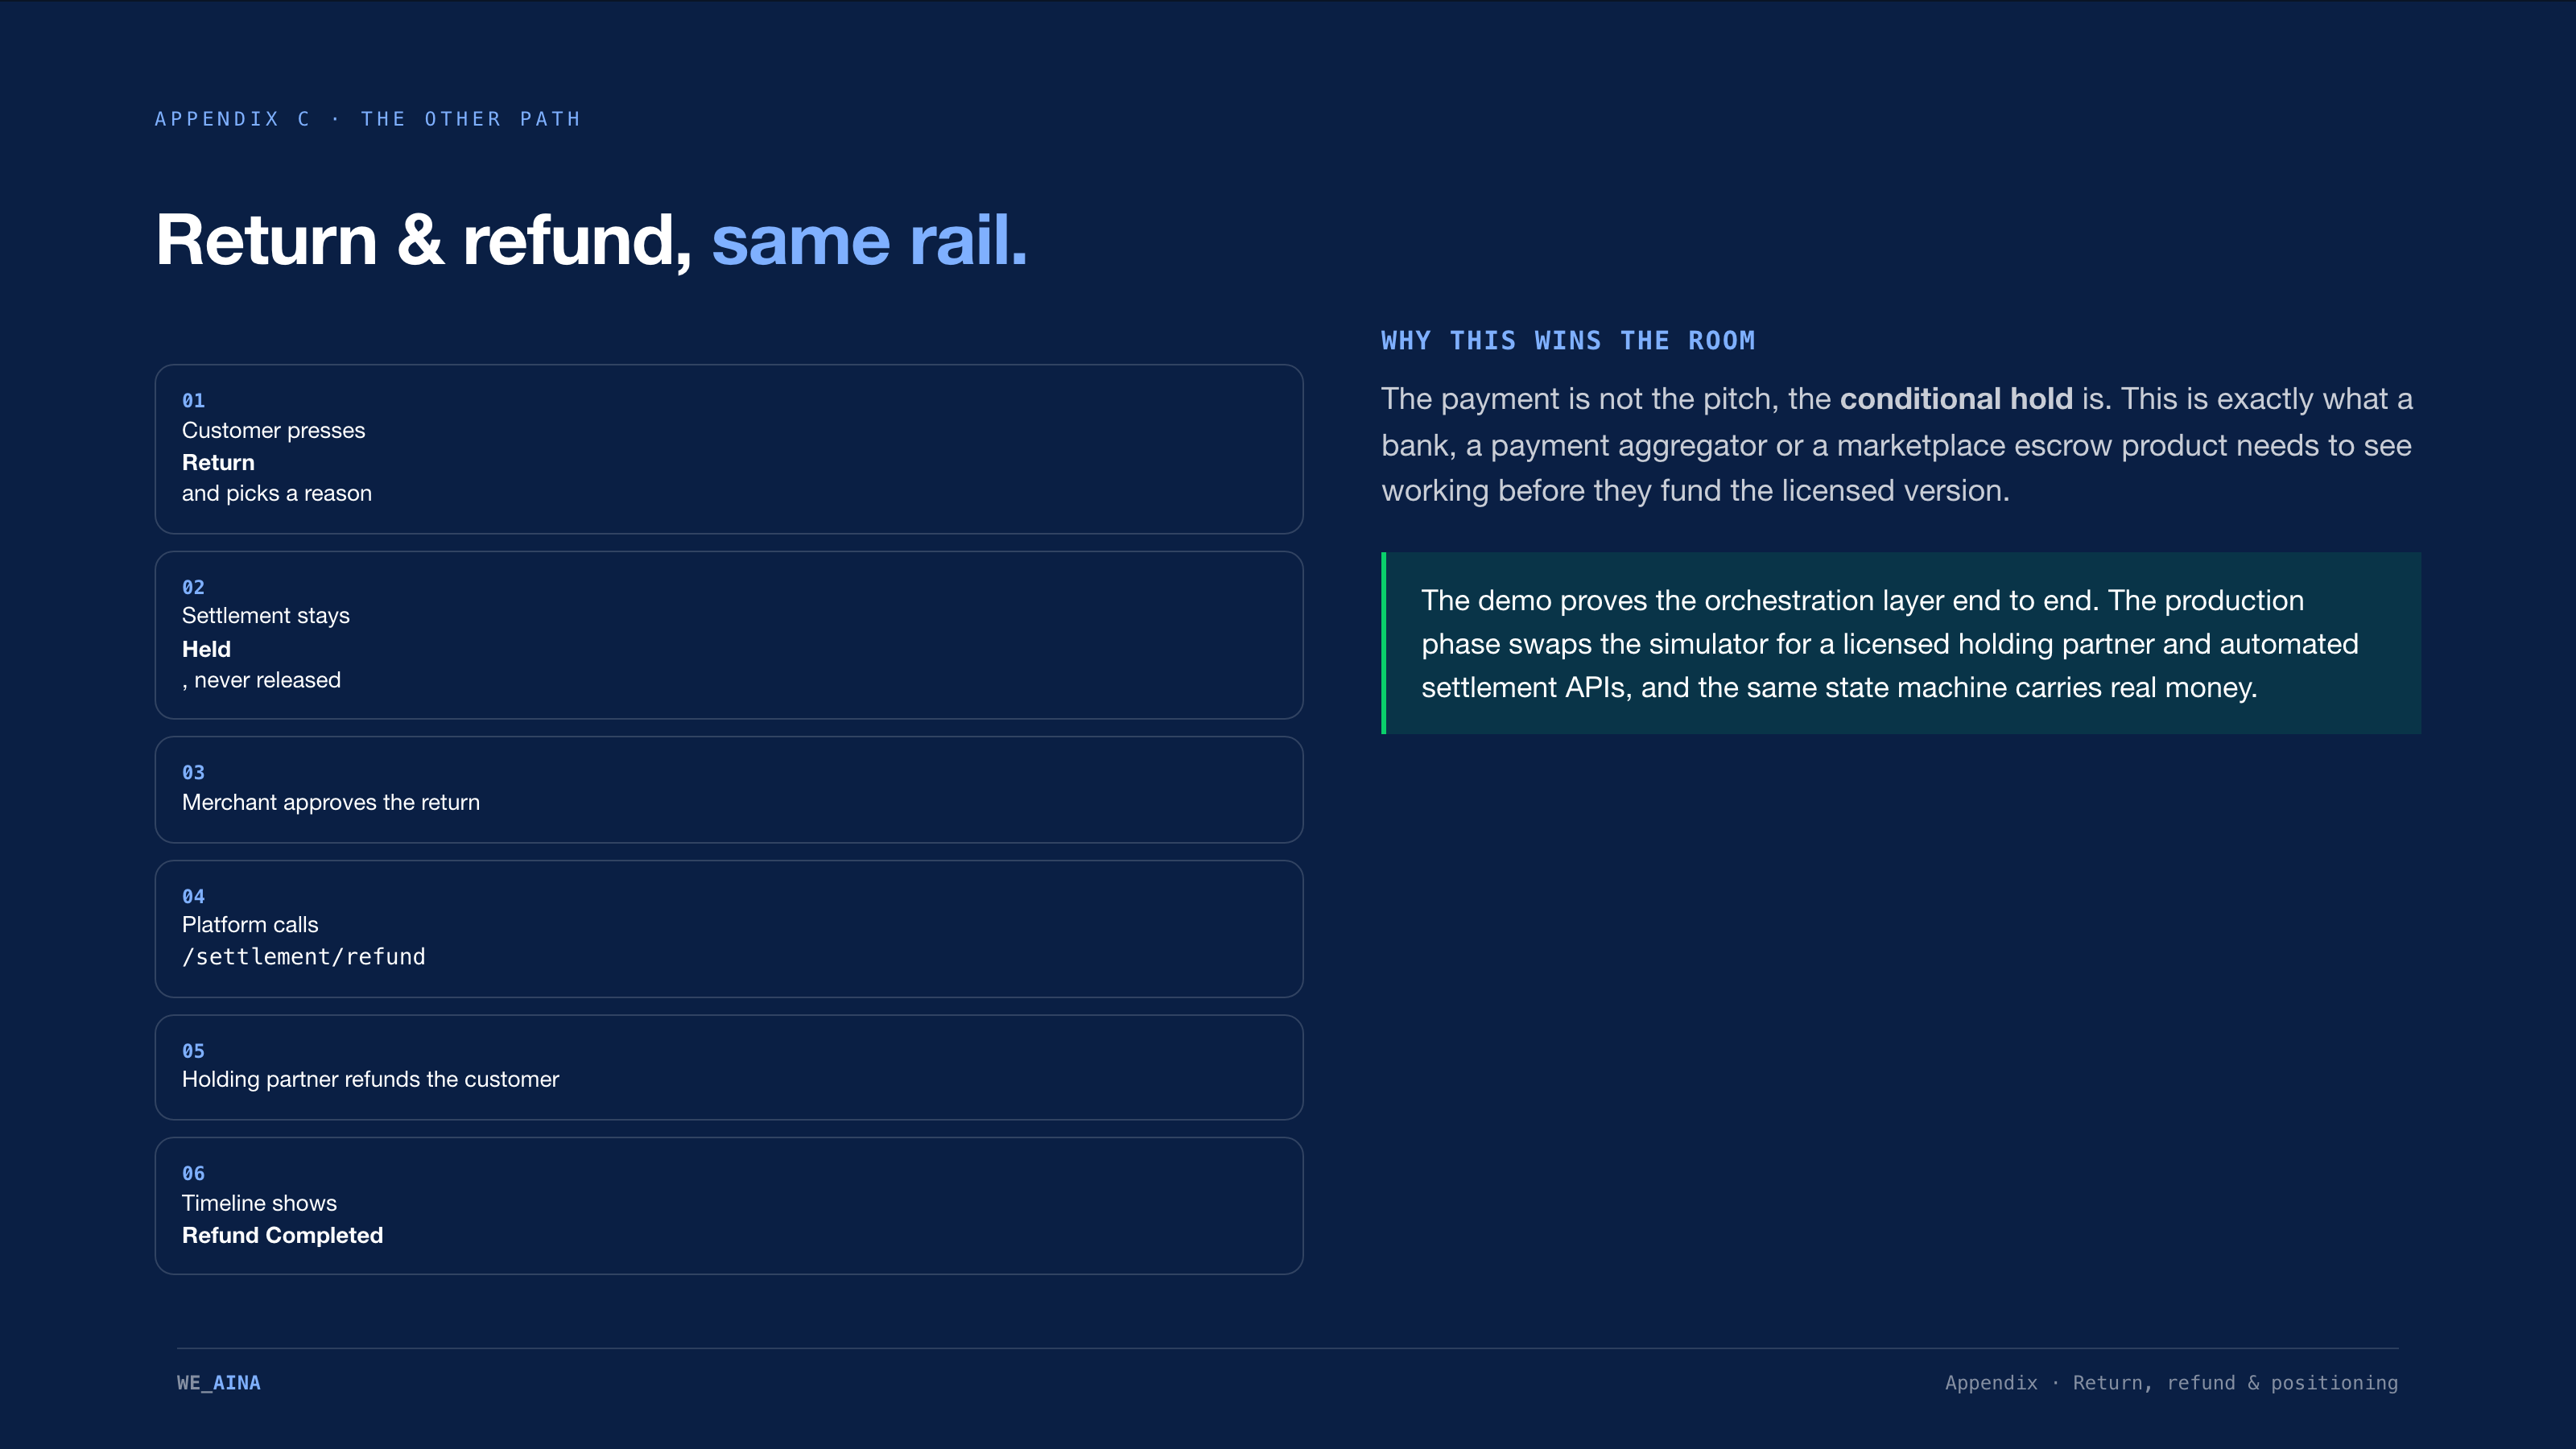 APPENDIX C · THE OTHER PATH
Return & refund, same rail.
01
Customer presses
Return
and picks a reason
02
Settlement stays
Held
, never released
03
Merchant approves the return
04
Platform calls
/settlement/refund
05
Holding partner refunds the customer
06
Timeline shows
Refund Completed
WHY THIS WINS THE ROOM
The payment is not the pitch, the conditional hold is. This is exactly what a
bank, a payment aggregator or a marketplace escrow product needs to see
working before they fund the licensed version.
The demo proves the orchestration layer end to end. The production
phase swaps the simulator for a licensed holding partner and automated
settlement APIs, and the same state machine carries real money.
WE_AINA
Appendix · Return, refund & positioning